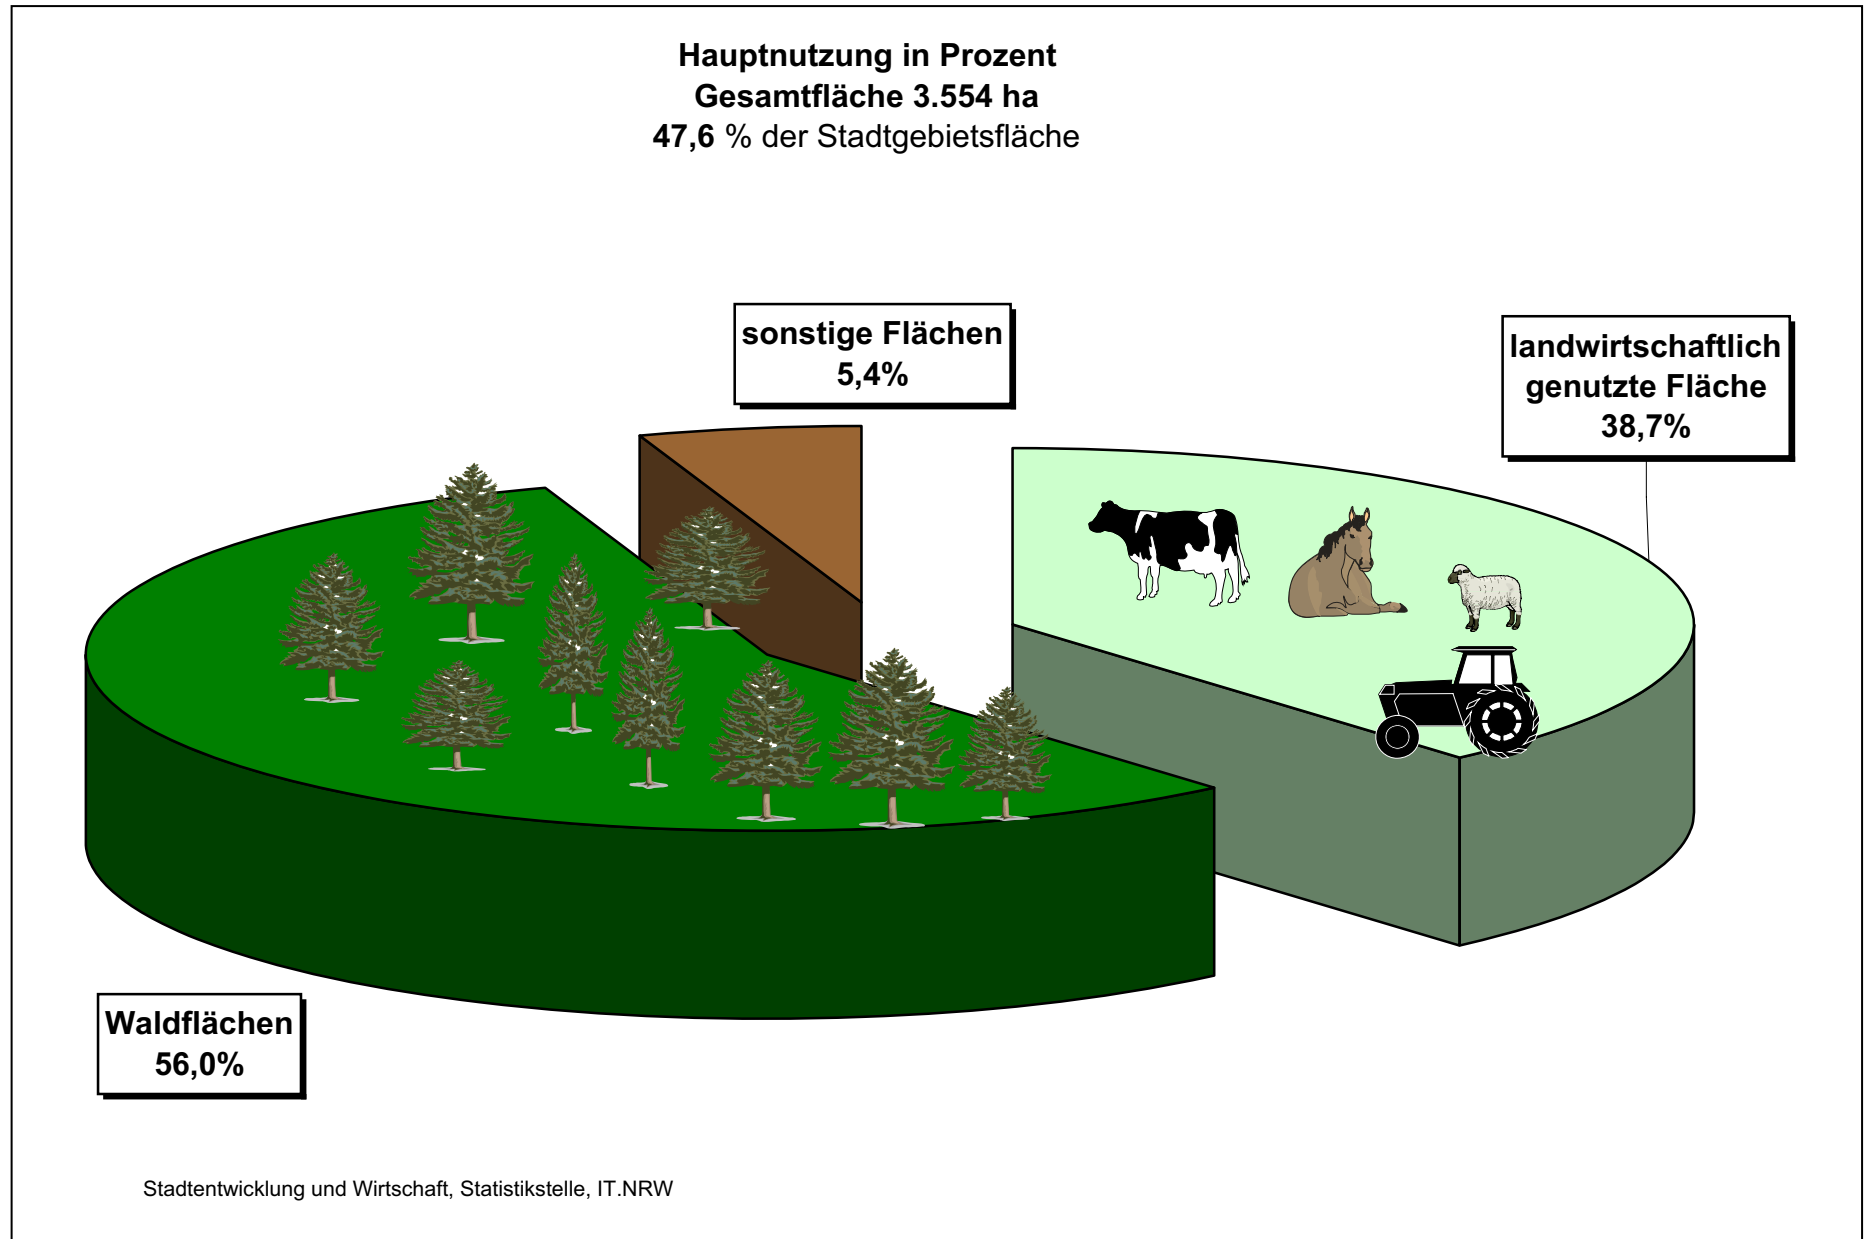 Hauptnutzung in Prozent
Gesamtfläche 3.554 ha
47,6 % der Stadtgebietsfläche
sonstige Flächen
5,4%
landwirtschaftlich
genutzte Fläche
38,7%
Waldflächen
56,0%
Stadtentwicklung und Wirtschaft, Statistikstelle, IT.NRW